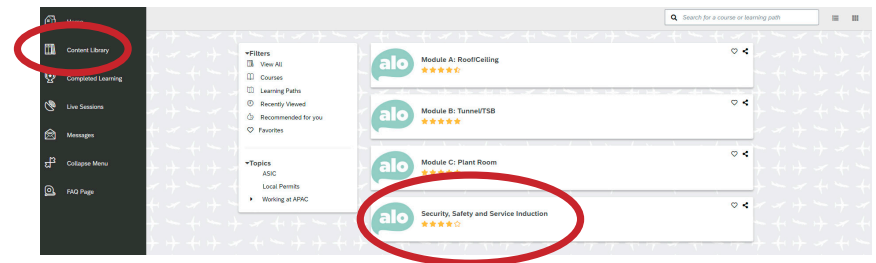 Home
Search for a course or learning path
Content Library
Completed Learning
Live Sessions
Messages
Collapse Menu
FAQ Page
Filters
View All
Courses
Learning Paths
Recently Viewed
Recommended for you
Favorites
Topics
ASIC
Local Permits
Working at APAC
alo
Module A: Roof/Ceiling
alo
Module B: Tunnel/TSB
alo
Module C: Plant Room
alo
Security, Safety and Service Induction